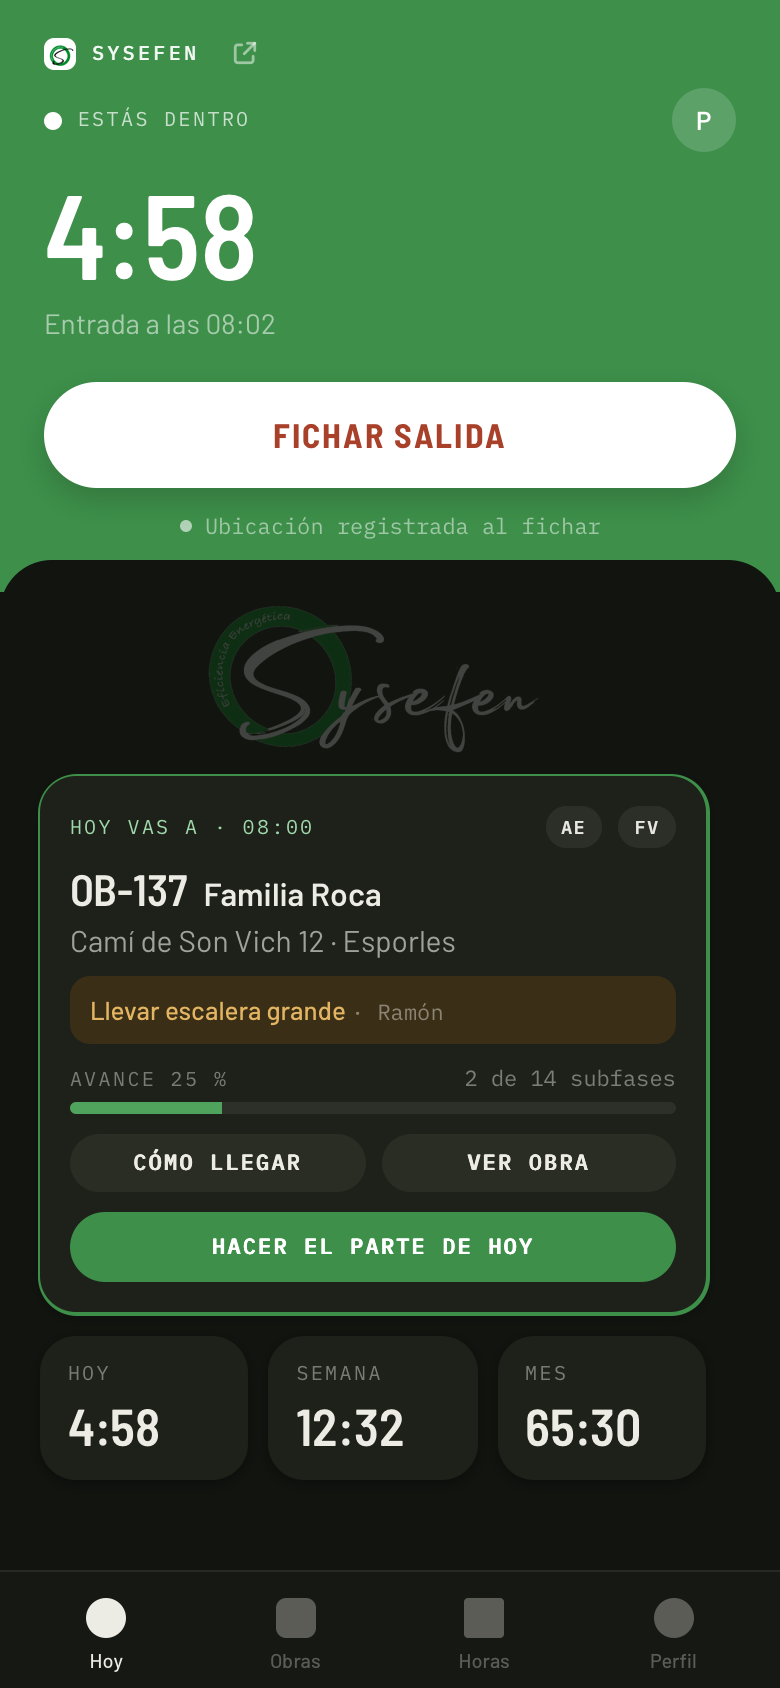 SYSEFEN
ESTÁS DENTRO
P
4:58
Entrada a las 08:02
FICHAR SALIDA
Ubicación registrada al fichar
Eficiencia Energética
Sysefen
HOY VAS A · 08:00
AE FV
OB-137 Familia Roca
Camí de Son Vich 12 · Esporles
Llevar escalera grande · Ramón
AVANCE 25 % 2 de 14 subfases
CÓMO LLEGAR VER OBRA
HACER EL PARTE DE HOY
HOY SEMANA MES
4:58 12:32 65:30
Hoy Obras Horas Perfil